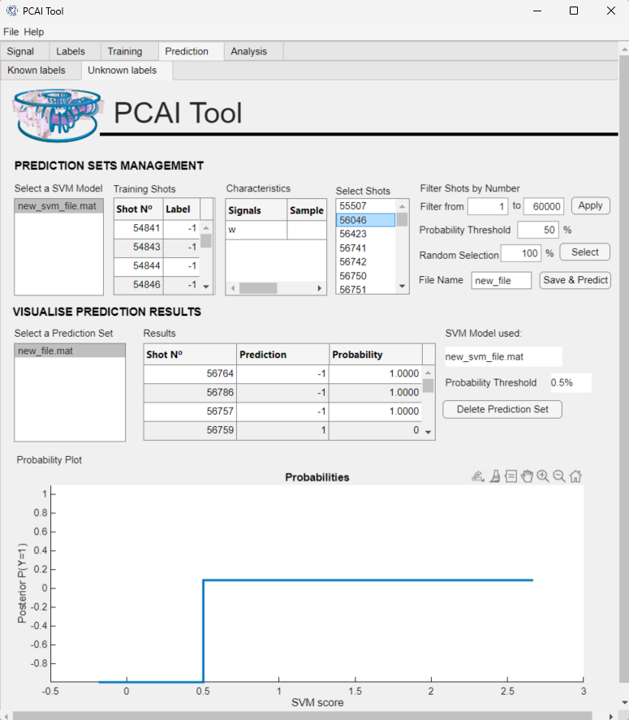 PCAI Tool
File Help
Signal Labels Training Prediction Analysis
Known labels Unknown labels
PCAI Tool
PREDICTION SETS MANAGEMENT
Select a SVM Model Training Shots Characteristics Select Shots Filter Shots by Number
new_svm_file.mat
Shot Nº Label
54841 -1
54843 -1
54844 -1
54846 -1
Signals Sample
w
55507
56046
56423
56741
56742
56750
56751
Filter from 1 to 60000 Apply
Probability Threshold 50 %
Random Selection 100 % Select
File Name new_file Save & Predict
VISUALISE PREDICTION RESULTS
Select a Prediction Set Results SVM Model used:
new_file.mat
Shot Nº Prediction Probability
56764 -1 1.0000
56786 -1 1.0000
56757 -1 1.0000
56759 1 0
new_svm_file.mat
Probability Threshold 0.5%
Delete Prediction Set
Probability Plot
Probabilities
1
0.8
0.6
0.4
0.2
0
-0.2
-0.4
-0.6
-0.8
Posterior P(Y=1)
-0.5 0 0.5 1 1.5 2 2.5 3
SVM score